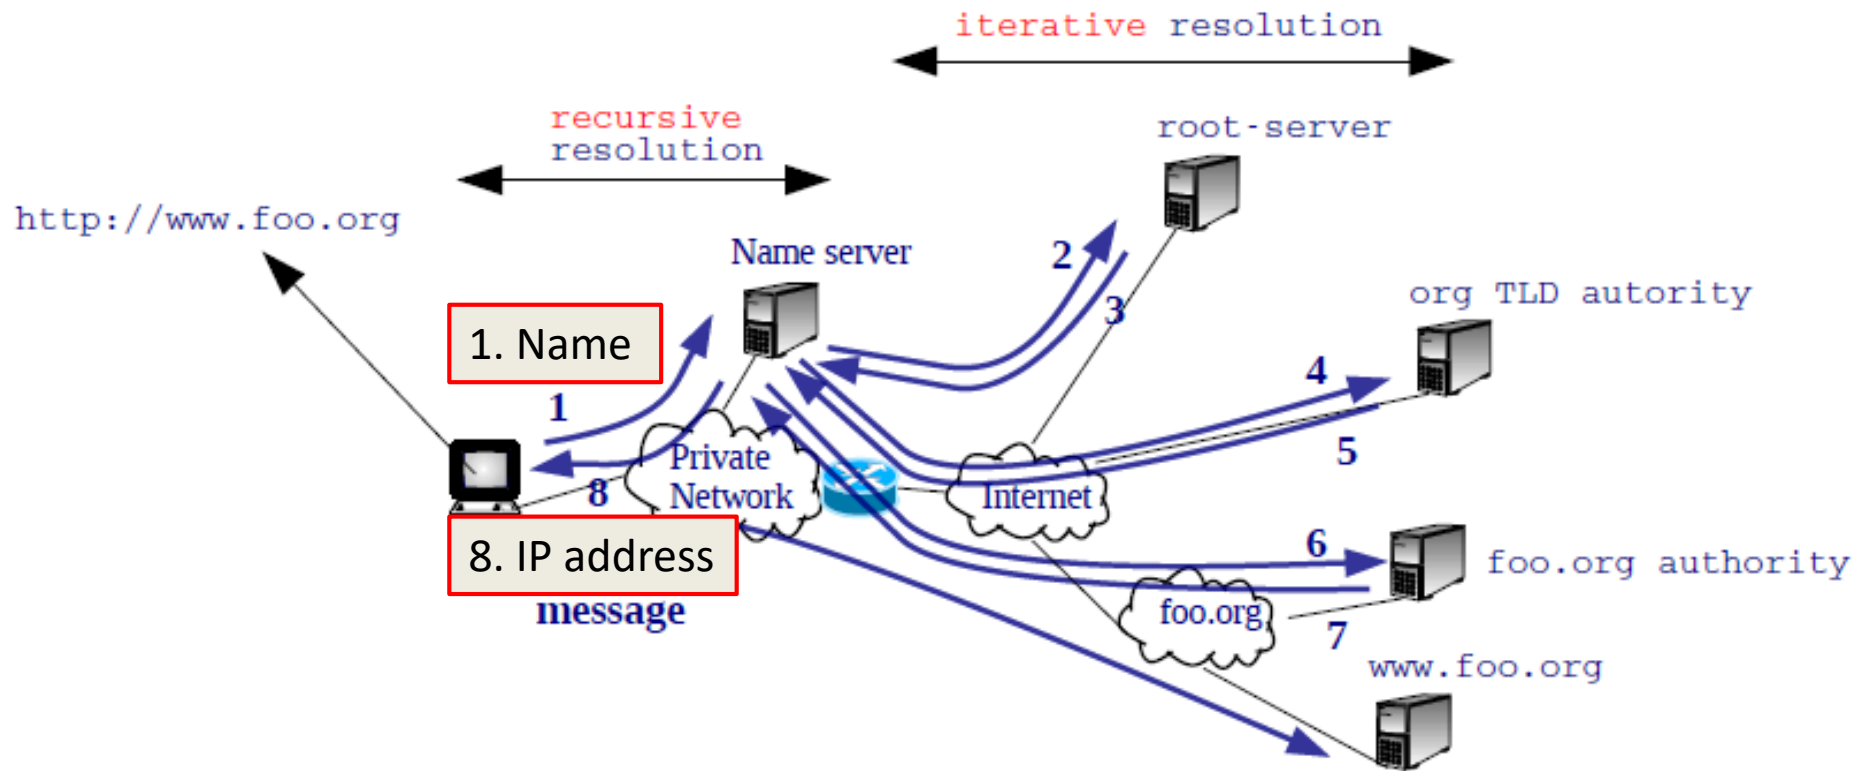 iterative resolution
recursive
resolution
root-server
http://www.foo.org
Name server
2
3
org TLD autority
1. Name
1
4
5
Private
Network
8
Internet
8. IP address
message
6
foo.org authority
foo.org
7
www.foo.org